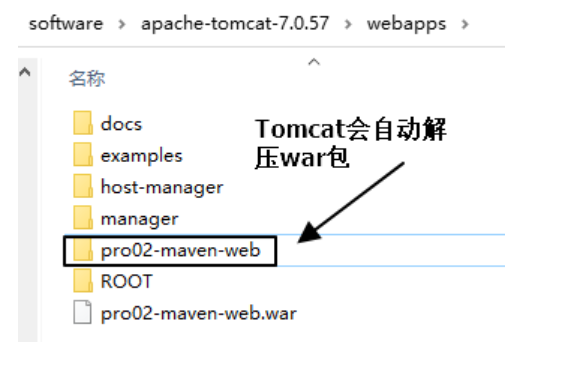 software > apache-tomcat-7.0.57 > webapps >
名称
docs
Tomcat会自动解
examples
压war包
host-manager
manager
pro02-maven-web
ROOT
pro02-maven-web.war